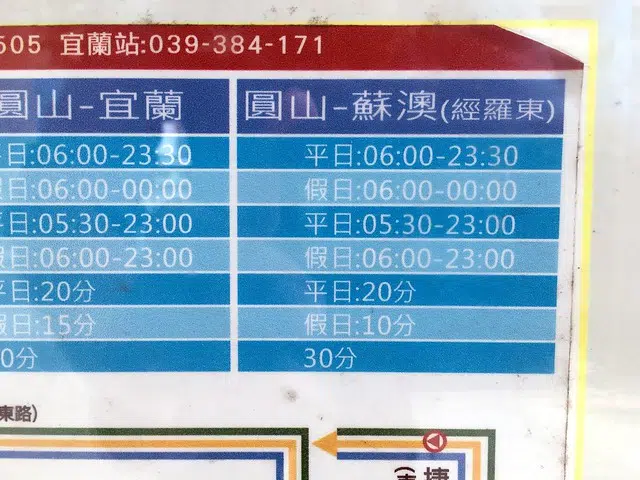 505 宜蘭站:039-384-171
圓山-宜蘭 圓山-蘇澳(經羅東)
平日:06:00-23:30 平日:06:00-23:30
假日:06:00-00:00 假日:06:00-00:00
平日:05:30-23:00 平日:05:30-23:00
假日:06:00-23:00 假日:06:00-23:00
平日:20分 平日:20分
假日:15分 假日:10分
0分 30分
東路)
捷